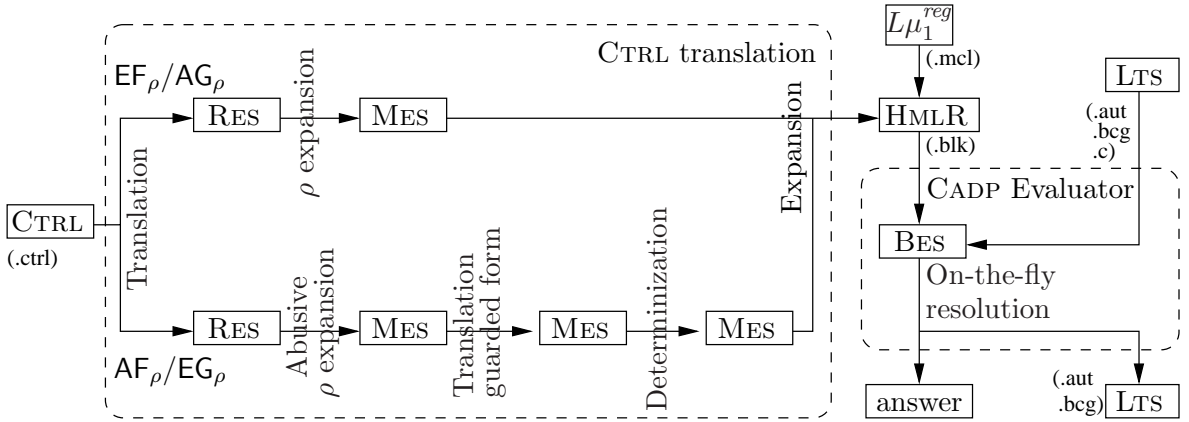 Lμ₁ʳᵉᵍ
(.mcl)
CTRL translation
EFρ/AGρ
RES
ρ expansion
MES
Expansion
HMLR
(.blk)
LTS
(.aut
.bcg
.c)
CTRL
(.ctrl)
Translation
CADP Evaluator
BES
On-the-fly
resolution
RES
AFρ/EGρ
Abusive
ρ expansion
MES
Translation
guarded form
MES
Determinization
MES
answer
(.aut
.bcg)
LTS